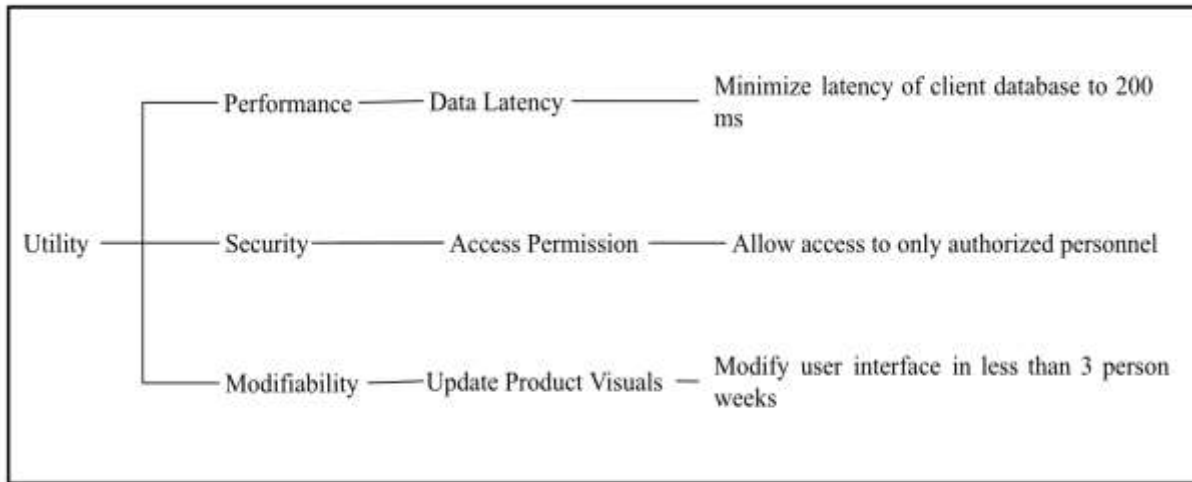 Performance
Data Latency
Minimize latency of client database to 200
ms
Utility
Security
Access Permission
Allow access to only authorized personnel
Modifiability
Update Product Visuals
Modify user interface in less than 3 person
weeks